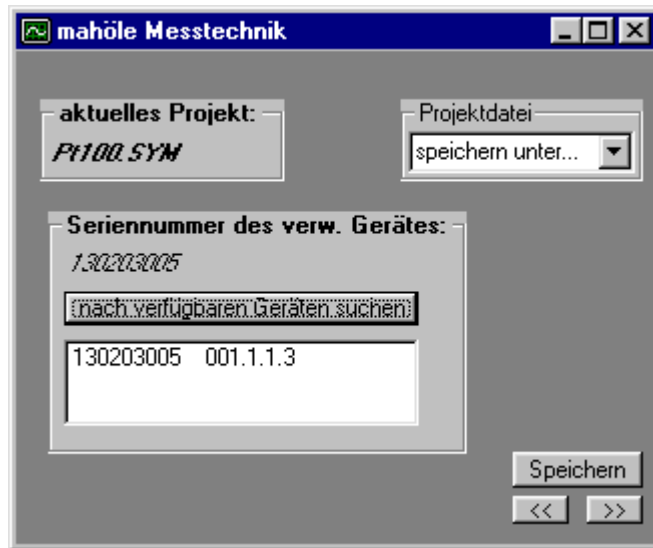 mahöle Messtechnik
aktuelles Projekt:
Pt100.SYM
Projektdatei
speichern unter...
Seriennummer des verw. Gerätes:
130203005
nach verfügbaren Geräten suchen
130203005 001.1.1.3
Speichern
<< >>